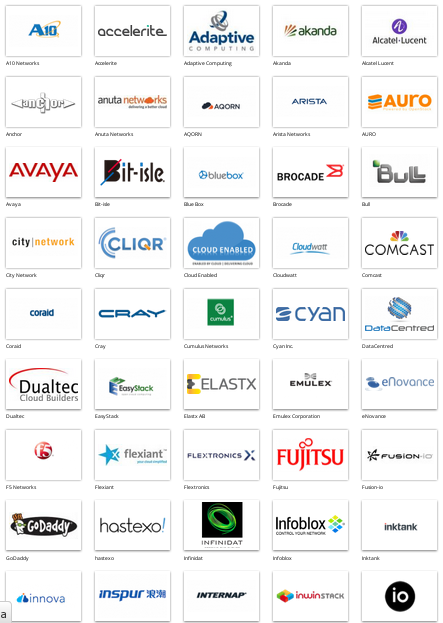 A10 accelerite Adaptive akanda
COMPUTING Alcatel·Lucent
A10 Networks Accelerite Adaptive Computing Akanda Alcatel Lucent
anchor anuta networks AQORN ARISTA AURO
delivering a better cloud
Anchor Anuta Networks AQORN Arista Networks AURO
AVAYA Bit-isle bluebox BROCADE Bull
Avaya Bit-isle Blue Box Brocade Bull
city network CLIQR CLOUD ENABLED Cloudwatt COMCAST
City Network Cliqr Cloud Enabled Cloudwatt Comcast
coraid CRAY cumulus CYAN DataCentred
Coraid Cray Cumulus Networks Cyan Inc. DataCentred
Dualtec EasyStack ELASTX EMULEX eNovance
Cloud Builders
Dualtec EasyStack Elastx AB Emulex Corporation eNovance
F5 flexiant FLEXTRONICS FUJITSU FUSION-iO
F5 Networks Flexiant Flextronics Fujitsu Fusion-io
GoDaddy hastexo! INFINIDAT Infoblox inktank
CONTROL YOUR NETWORK
GoDaddy hastexo Infinidat Infoblox Inktank
innova inspur 浪潮 INTERNAP inwinSTACK io
a